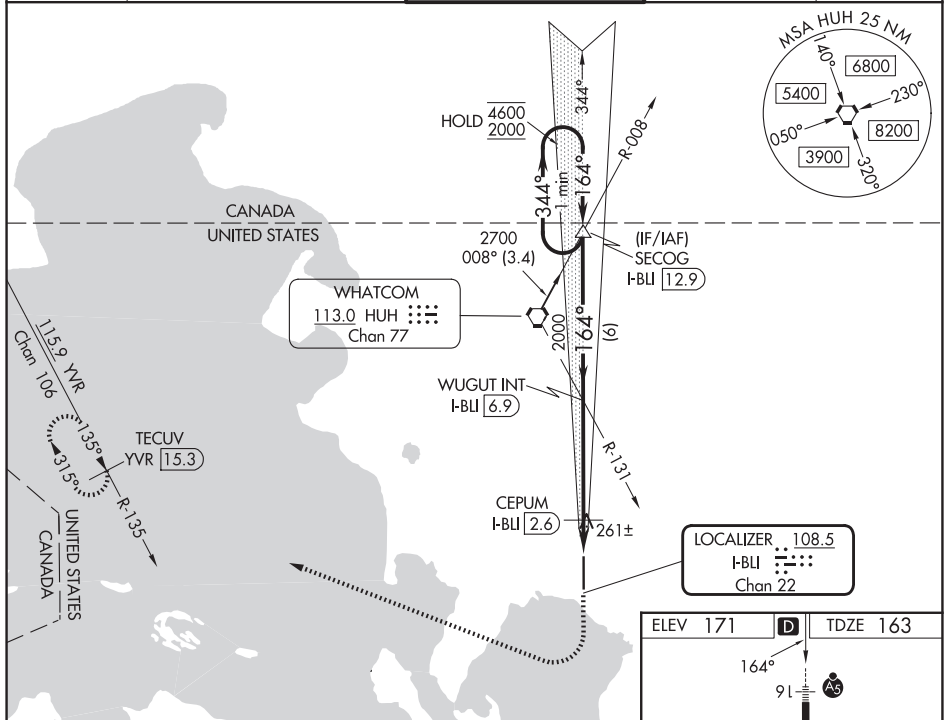 MSA HUH 25 NM
140°
6800
5400
230°
050°
8200
3900
320°
HOLD 4600
2000
344°
R-008
344°
1 min
164°
CANADA
UNITED STATES
2700
008° (3.4)
(IF/IAF)
SECOG
I-BLI 12.9
WHATCOM
113.0 HUH
Chan 77
2000
164°
(6)
115.9 YVR
Chan 106
WUGUT INT
I-BLI 6.9
135°
TECUV
YVR 15.3
315°
R-131
R-135
CEPUM
I-BLI 2.6
261±
UNITED STATES
CANADA
LOCALIZER 108.5
I-BLI
Chan 22
ELEV 171
D
TDZE 163
164°
16
A5